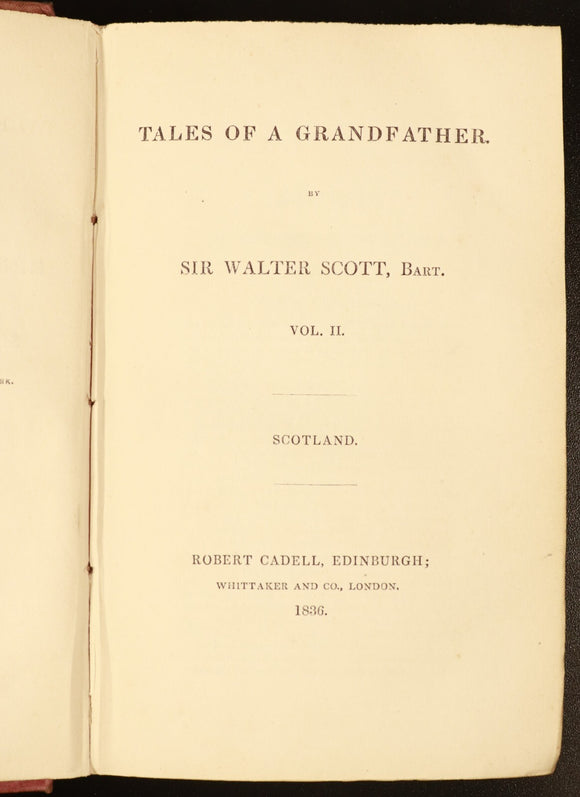 TALES OF A GRANDFATHER.
BY
SIR WALTER SCOTT, BART.
VOL. II.
SCOTLAND.
ROBERT CADELL, EDINBURGH;
WHITTAKER AND CO., LONDON.
1836.